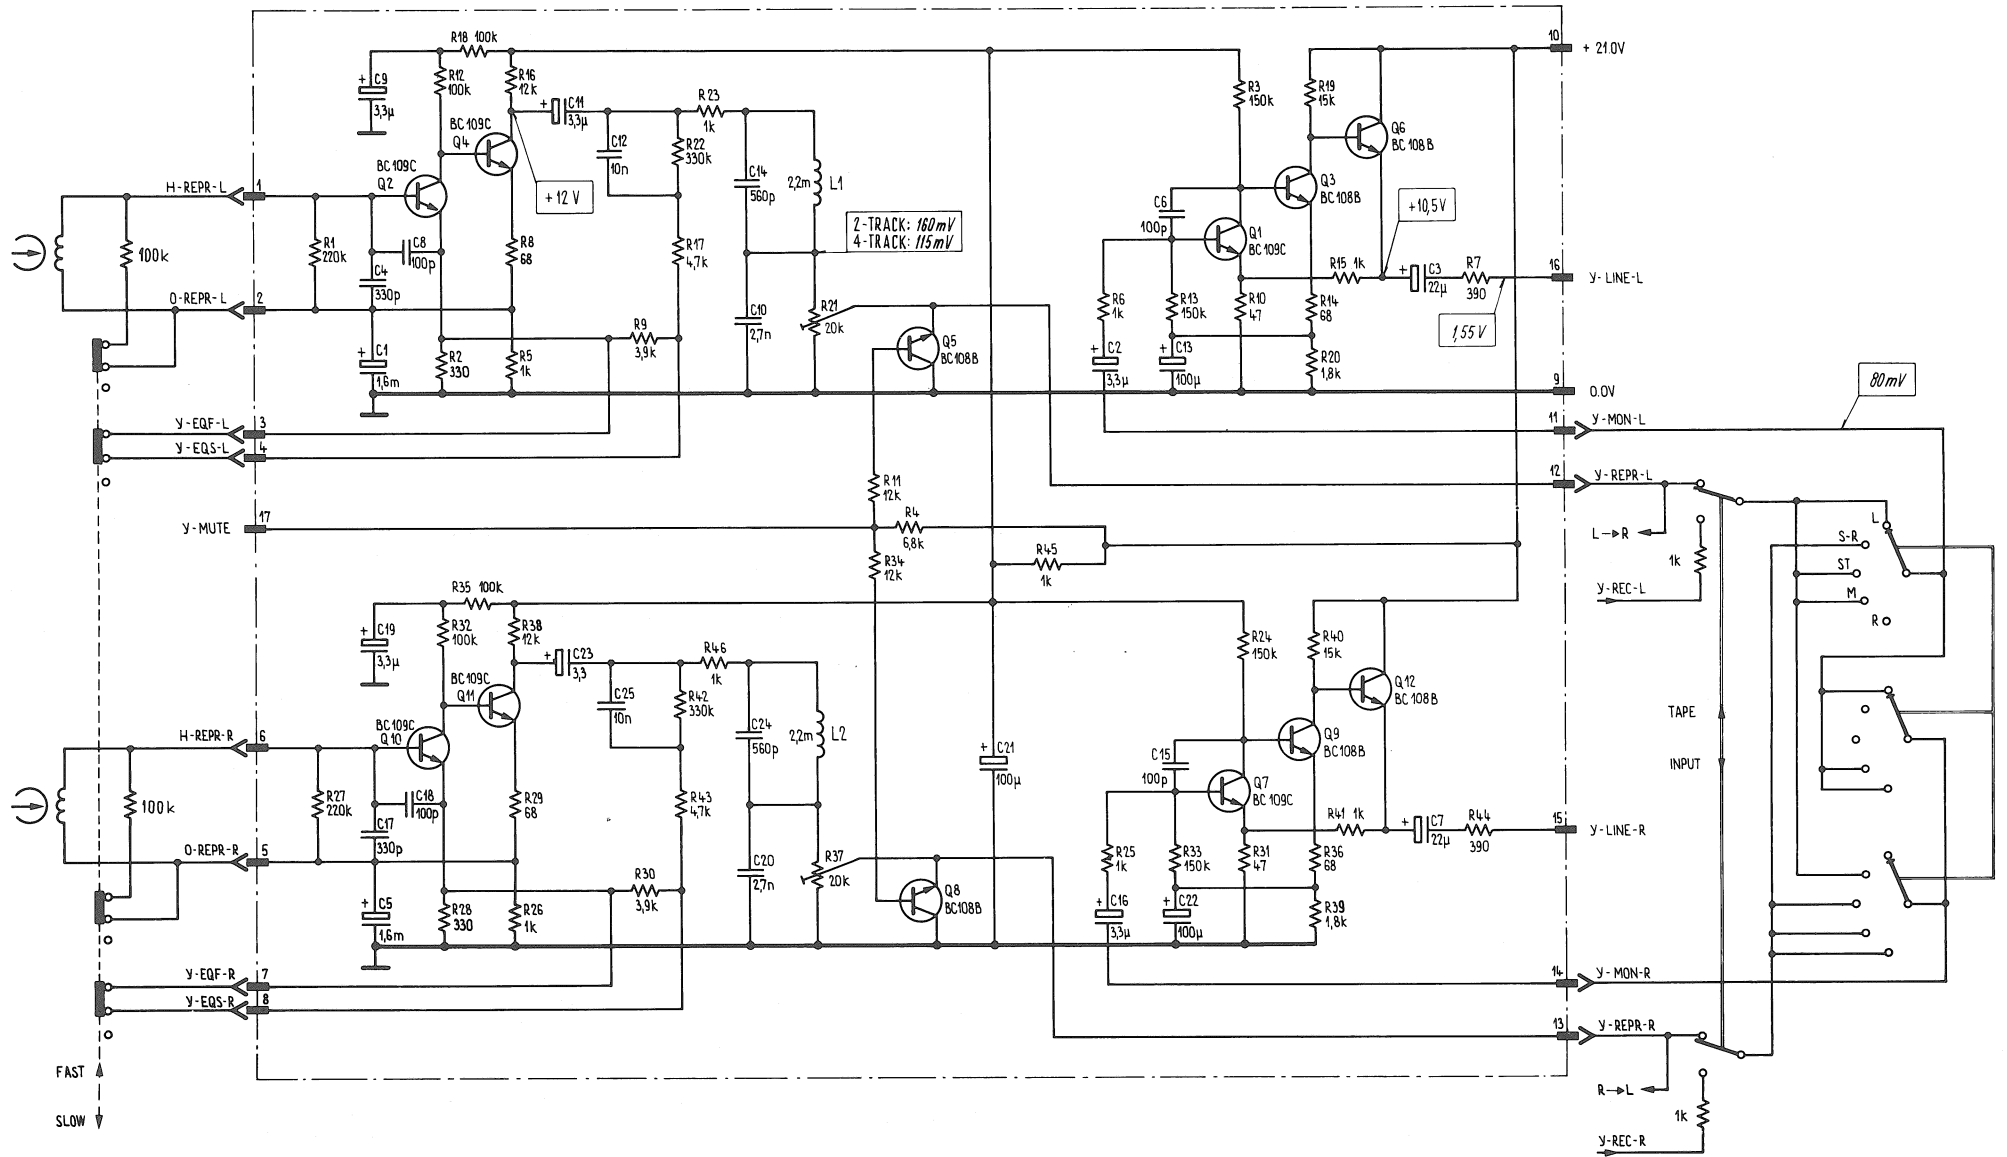 R18 100k
C9
+
3,3µ
R12
100k
R16
12k
+ C11
3,3µ
R 23
1k
BC 109C
Q4
BC 109C
Q2
C12
10n
R22
330k
C14
560p
2,2m
L1
+12 V
H-REPR-L
1
100k
R1
220k
C8
100p
C4
330p
R8
68
R17
4,7k
2-TRACK: 160mV
4-TRACK: 115mV
O-REPR-L
2
+ C1
1,6m
R2
330
R5
1k
R9
3,9k
C10
2,7n
R21
20k
Q5
BC108B
Y-EQF-L
3
Y-EQS-L
4
R3
150k
R19
15k
Q6
BC 108 B
Q3
BC108B
C6
100p
Q1
BC 109C
+10,5V
R15 1k
+ C3
22µ
R7
390
R6
1k
R13
150k
R10
47
R14
68
1,55V
+ C2
3,3µ
+ C13
100µ
R20
1,8k
10
+ 21.0V
16
Y-LINE-L
9
0.0V
80mV
11
Y-MON-L
12
Y-REPR-L
L→R
1k
Y-REC-L
L
S-R
ST
M
R
R11
12k
Y-MUTE
17
R4
6,8k
R34
12k
R45
1k
R35 100k
+ C19
3,3µ
R32
100k
R38
12k
+ C23
3,3
R46
1k
BC 109C
Q11
BC 109C
Q10
C25
10n
R42
330k
C24
560p
2,2m
L2
H-REPR-R
6
100k
R27
220k
C18
100p
C17
330p
R29
68
R43
4,7k
O-REPR-R
5
+ C5
1,6m
R28
330
R26
1k
R30
3,9k
C20
2,7n
R37
20k
Q8
BC108B
Y-EQF-R
7
Y-EQS-R
8
+ C21
100µ
R24
150k
R40
15k
Q12
BC 108B
Q9
BC 108B
C15
100p
Q7
BC 109C
R41 1k
+ C7
22µ
R44
390
R25
1k
R33
150k
R31
47
R36
68
+ C16
3,3µ
+ C22
100µ
R39
1,8k
15
Y-LINE-R
TAPE
INPUT
14
Y-MON-R
13
Y-REPR-R
R→L
1k
Y-REC-R
FAST
SLOW